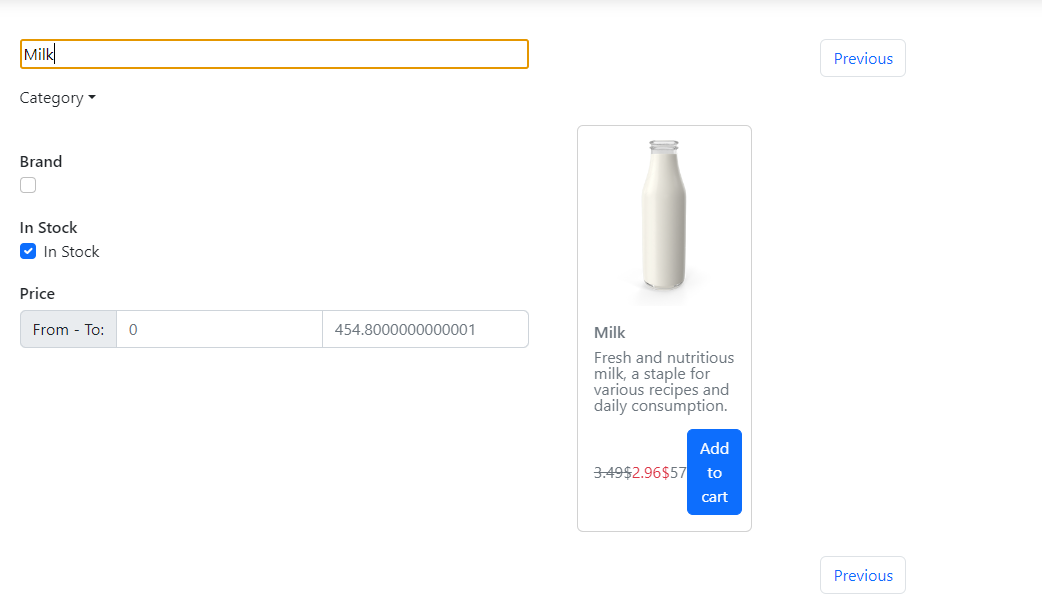 Milk
Previous
Category
Brand
In Stock
In Stock
Price
From - To:
0
454.8000000000001
Milk
Fresh and nutritious
milk, a staple for
various recipes and
daily consumption.
3.49$2.96$57
Add
to
cart
Previous